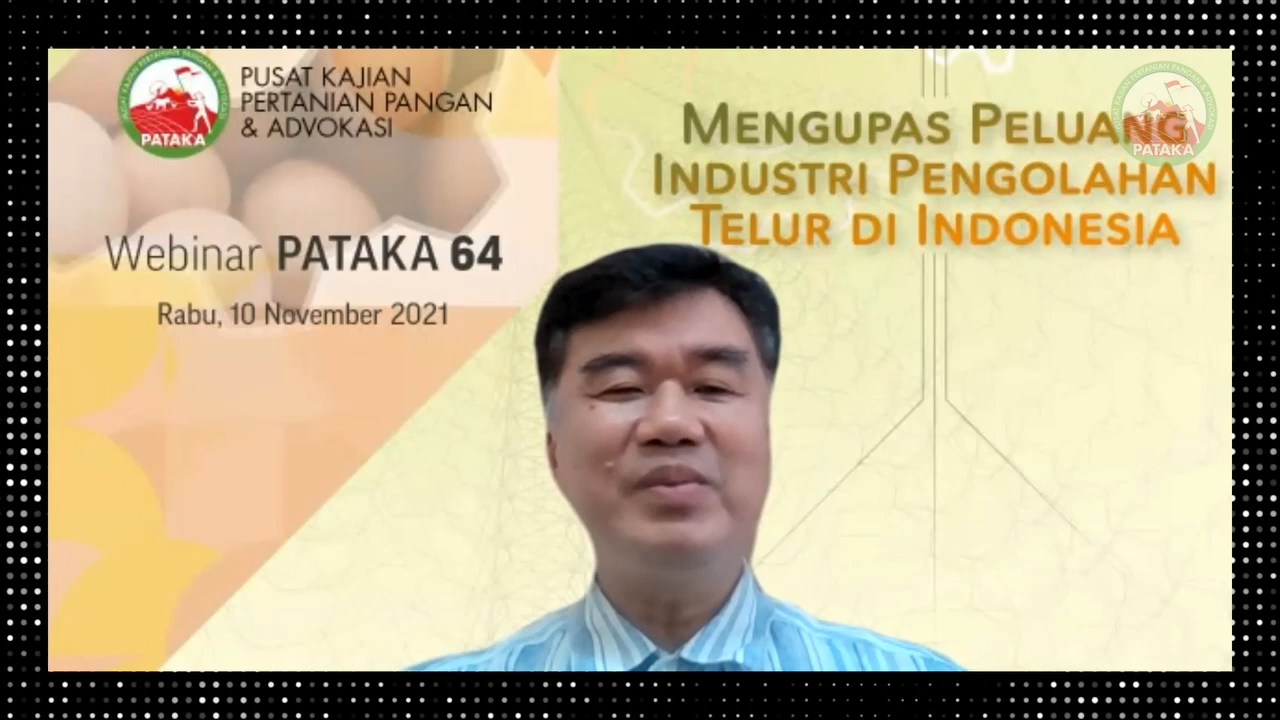 PUSAT KAJIAN
PERTANIAN PANGAN
& ADVOKASI
PATAKA
Webinar PATAKA 64
Rabu, 10 November 2021
MENGUPAS PELUANG
INDUSTRI PENGOLAHAN
TELUR DI INDONESIA
PATAKA